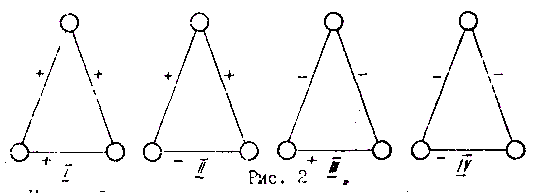 + + - -
+ + - -
+ I - II + III - IV
Рис. 2